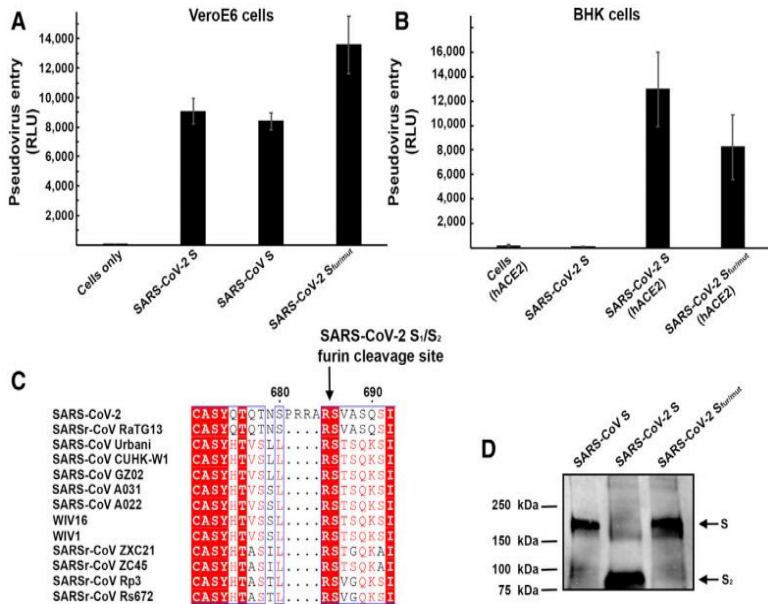 A
VeroE6 cells
Pseudovirus entry
(RLU)
14,000
12,000
10,000
8,000
6,000
4,000
2,000
Cells only
SARS-CoV-2 S
SARS-CoV S
SARS-CoV-2 Sfur/mut
B
BHK cells
Pseudovirus entry
(RLU)
16,000
14,000
12,000
10,000
8,000
6,000
4,000
2,000
Cells
(hACE2)
SARS-CoV-2 S
SARS-CoV-2 S
(hACE2)
SARS-CoV-2 Sfur/mut
(hACE2)
C
SARS-CoV-2 S1/S2
furin cleavage site
680 690
SARS-CoV-2 CASYQTQTNSPRRARSVASQSI
SARSr-CoV RaTG13 CASYQTQTNS....RSVASQSI
SARS-CoV Urbani CASYHTVSLL....RSTSQKSI
SARS-CoV CUHK-W1 CASYHTVSLL....RSTSQKSI
SARS-CoV GZ02 CASYHTVSLL....RSTSQKSI
SARS-CoV A031 CASYHTVSSL....RSTSQKSI
SARS-CoV A022 CASYHTVSSL....RSTSQKSI
WIV16 CASYHTVSSL....RSTSQKSI
WIV1 CASYHTVSSL....RSTSQKSI
SARSr-CoV ZXC21 CASYHTASIL....RSTGQKAI
SARSr-CoV ZC45 CASYHTASIL....RSTSQKAI
SARSr-CoV Rp3 CASYHTASTL....RSVGQKSI
SARSr-CoV Rs672 CASYHTASTL....RSVGQKSI
D
SARS-CoV S
SARS-CoV-2 S
SARS-CoV-2 Sfur/mut
250 kDa
150 kDa
100 kDa
75 kDa
S
S2